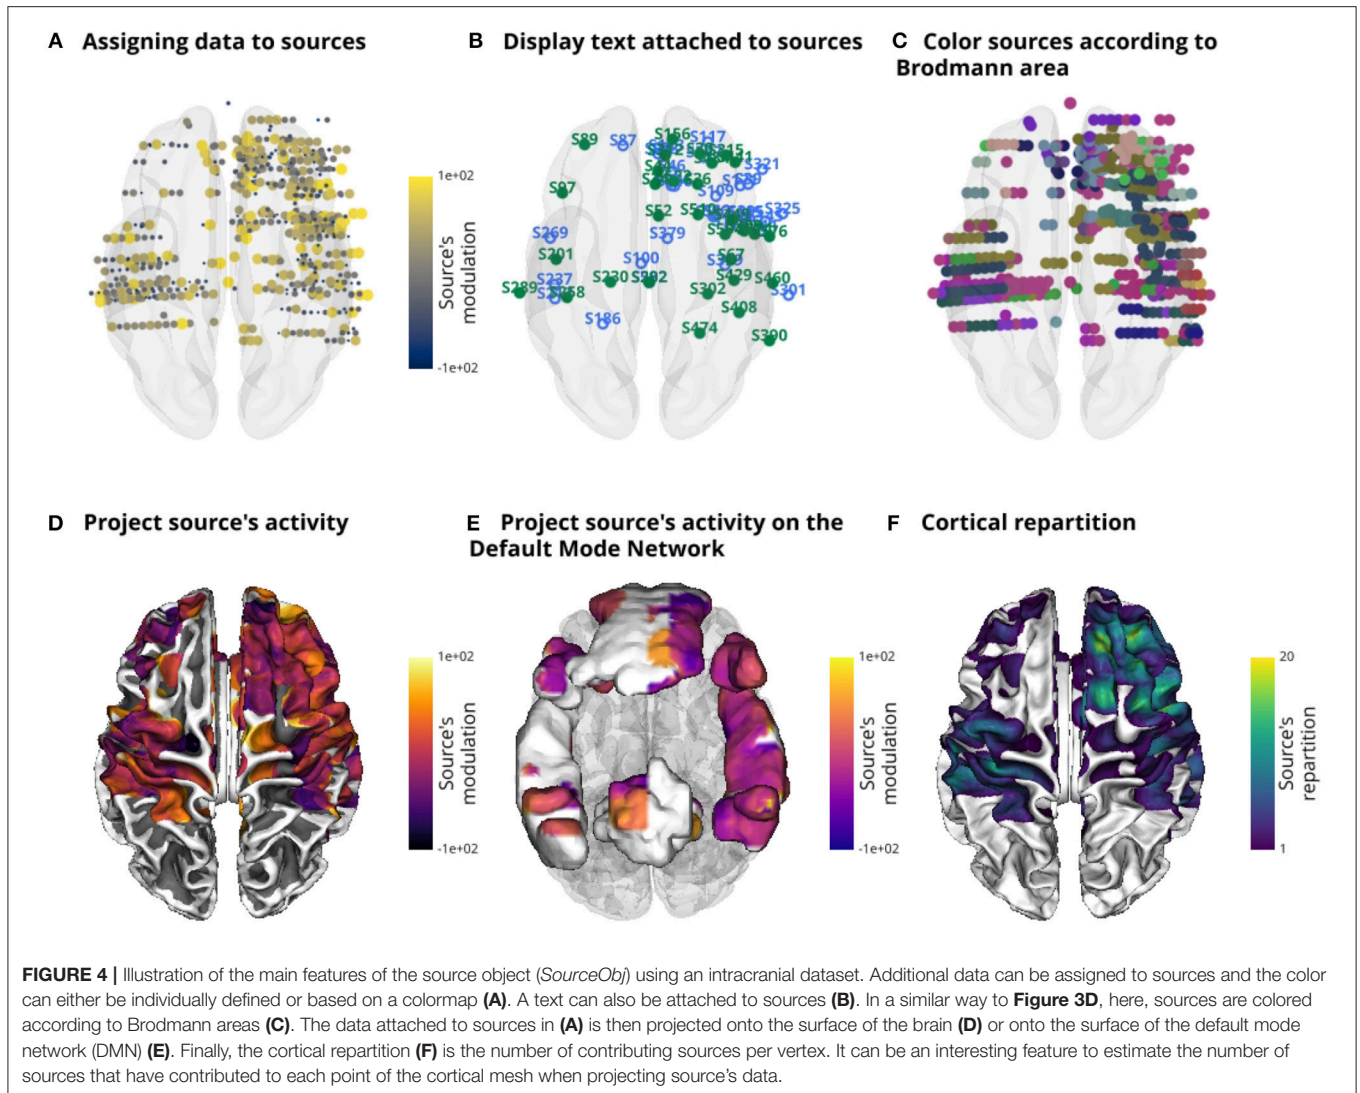 A Assigning data to sources
B Display text attached to sources
C Color sources according to
Brodmann area
1e+02
Source's
modulation
-1e+02
S89
S87
S156
S117
S321
S97
S52
S325
S269
S379
S201
S100
S67
S237
S230
S292
S429
S460
S289
S302
S301
S408
S186
S474
S390
D Project source's activity
E Project source's activity on the
Default Mode Network
F Cortical repartition
1e+02
Source's
modulation
-1e+02
1e+02
Source's
modulation
-1e+02
20
Source's
repartition
1
FIGURE 4 | Illustration of the main features of the source object (SourceObj) using an intracranial dataset. Additional data can be assigned to sources and the color
can either be individually defined or based on a colormap (A). A text can also be attached to sources (B). In a similar way to Figure 3D, here, sources are colored
according to Brodmann areas (C). The data attached to sources in (A) is then projected onto the surface of the brain (D) or onto the surface of the default mode
network (DMN) (E). Finally, the cortical repartition (F) is the number of contributing sources per vertex. It can be an interesting feature to estimate the number of
sources that have contributed to each point of the cortical mesh when projecting source's data.